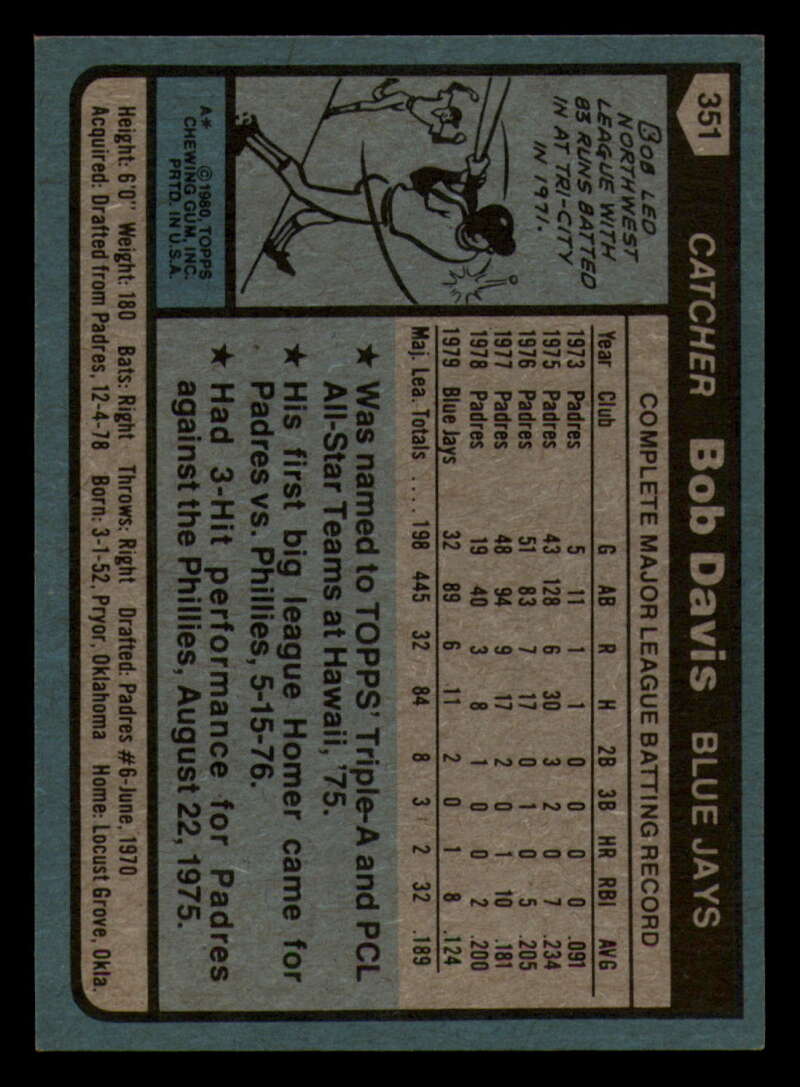 351
CATCHER Bob Davis BLUE JAYS
BOB LED
NORTHWEST
LEAGUE WITH
83 RUNS BATTED
IN AT TRI-CITY
IN 1971.
A* © 1980, TOPPS
CHEWING GUM, INC.
PRTD. IN U.S.A.
COMPLETE MAJOR LEAGUE BATTING RECORD
Year Club G AB R H 2B 3B HR RBI AVG
1973 Padres 5 11 1 1 0 0 0 0 .091
1975 Padres 43 128 6 30 3 2 0 7 .234
1976 Padres 51 83 7 17 0 1 0 5 .205
1977 Padres 48 94 9 17 2 0 1 10 .181
1978 Padres 19 40 3 8 1 0 0 2 .200
1979 Blue Jays 32 89 6 11 2 0 1 8 .124
Maj. Lea. Totals .... 198 445 32 84 8 3 2 32 .189
★ Was named to TOPPS' Triple-A and PCL
All-Star Teams at Hawaii, '75.
★ His first big league Homer came for
Padres vs. Phillies, 5-15-76.
★ Had 3-Hit performance for Padres
against the Phillies, August 22, 1975.
Height: 6'0" Weight: 180 Bats: Right Throws: Right Drafted: Padres #6-June, 1970
Acquired: Drafted from Padres, 12-4-78 Born: 3-1-52, Pryor, Oklahoma Home: Locust Grove, Okla.